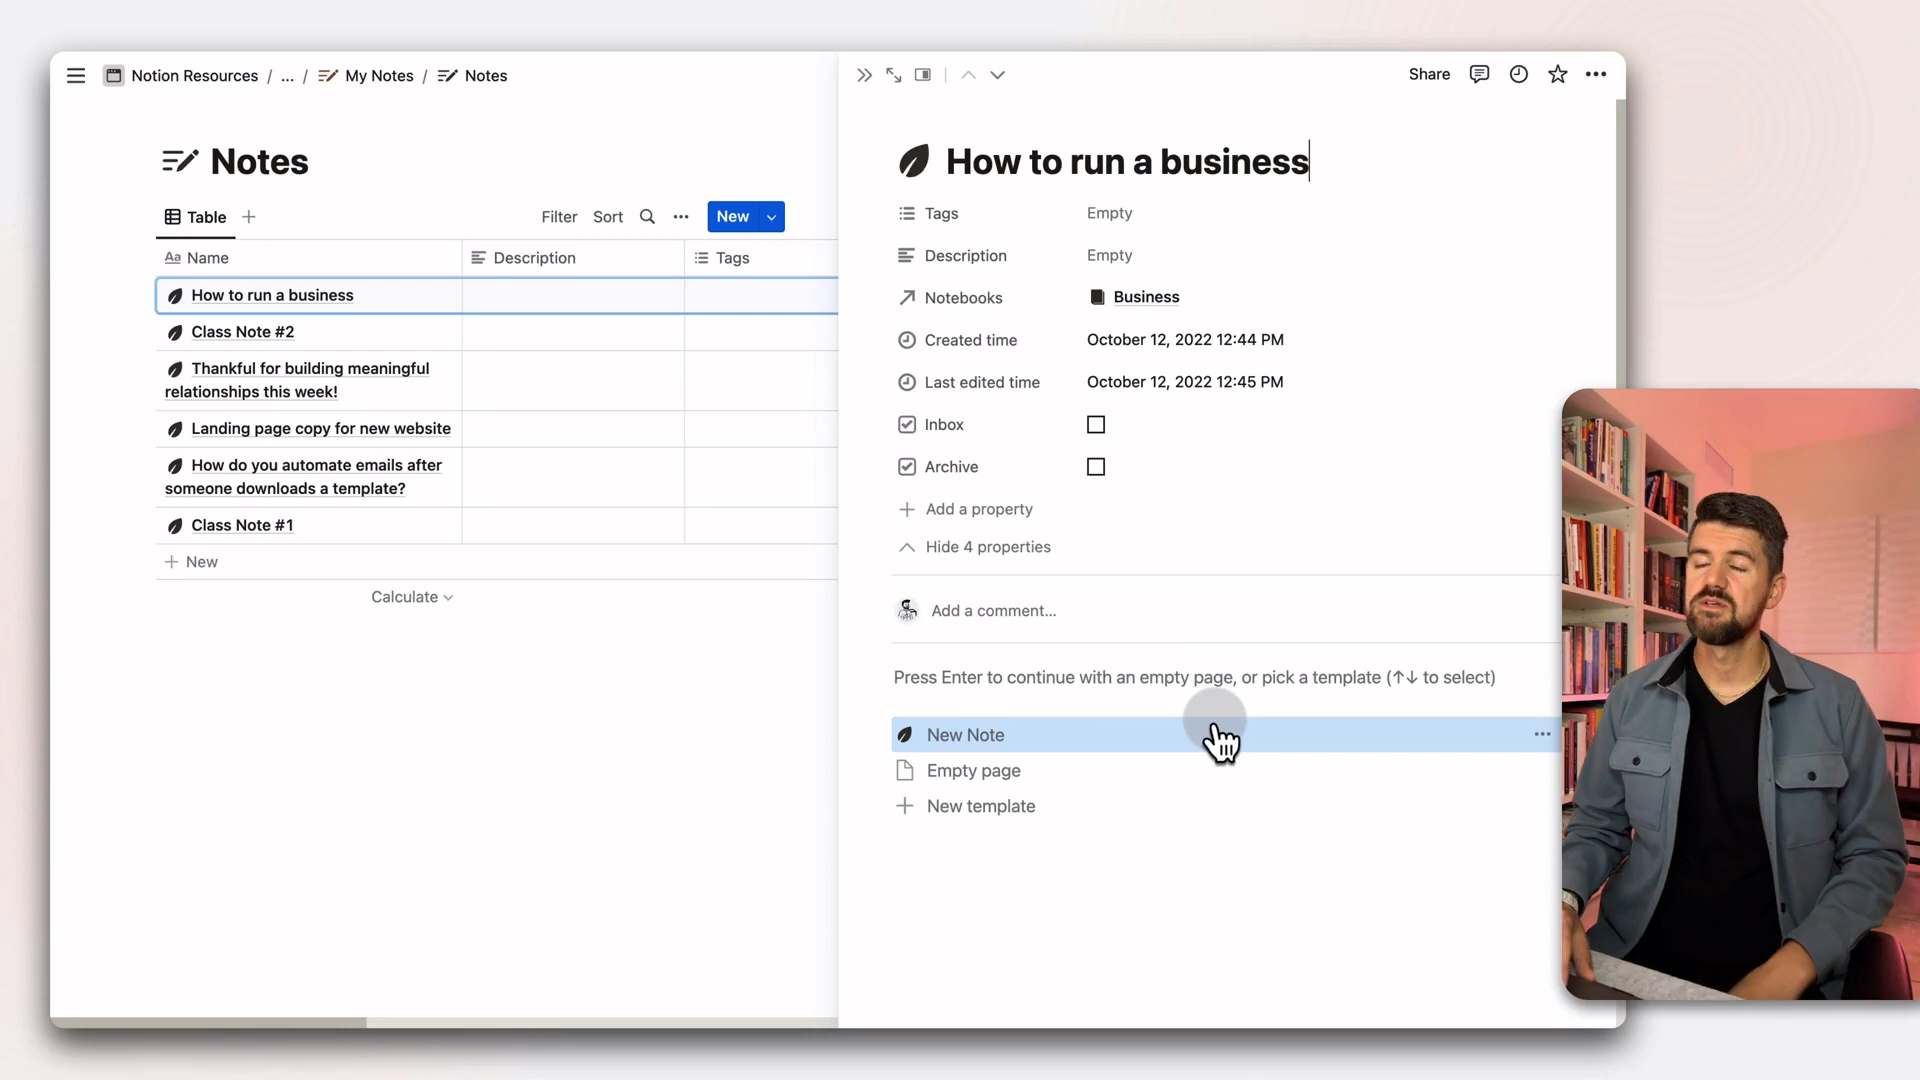 Notion Resources / ... / My Notes / Notes
Share
Notes
Table
Filter Sort New
Aa Name Description Tags
How to run a business
Class Note #2
Thankful for building meaningful
relationships this week!
Landing page copy for new website
How do you automate emails after
someone downloads a template?
Class Note #1
+ New
Calculate
How to run a business
Tags Empty
Description Empty
Notebooks Business
Created time October 12, 2022 12:44 PM
Last edited time October 12, 2022 12:45 PM
Inbox
Archive
+ Add a property
Hide 4 properties
Add a comment...
Press Enter to continue with an empty page, or pick a template (↑↓ to select)
New Note
Empty page
+ New template